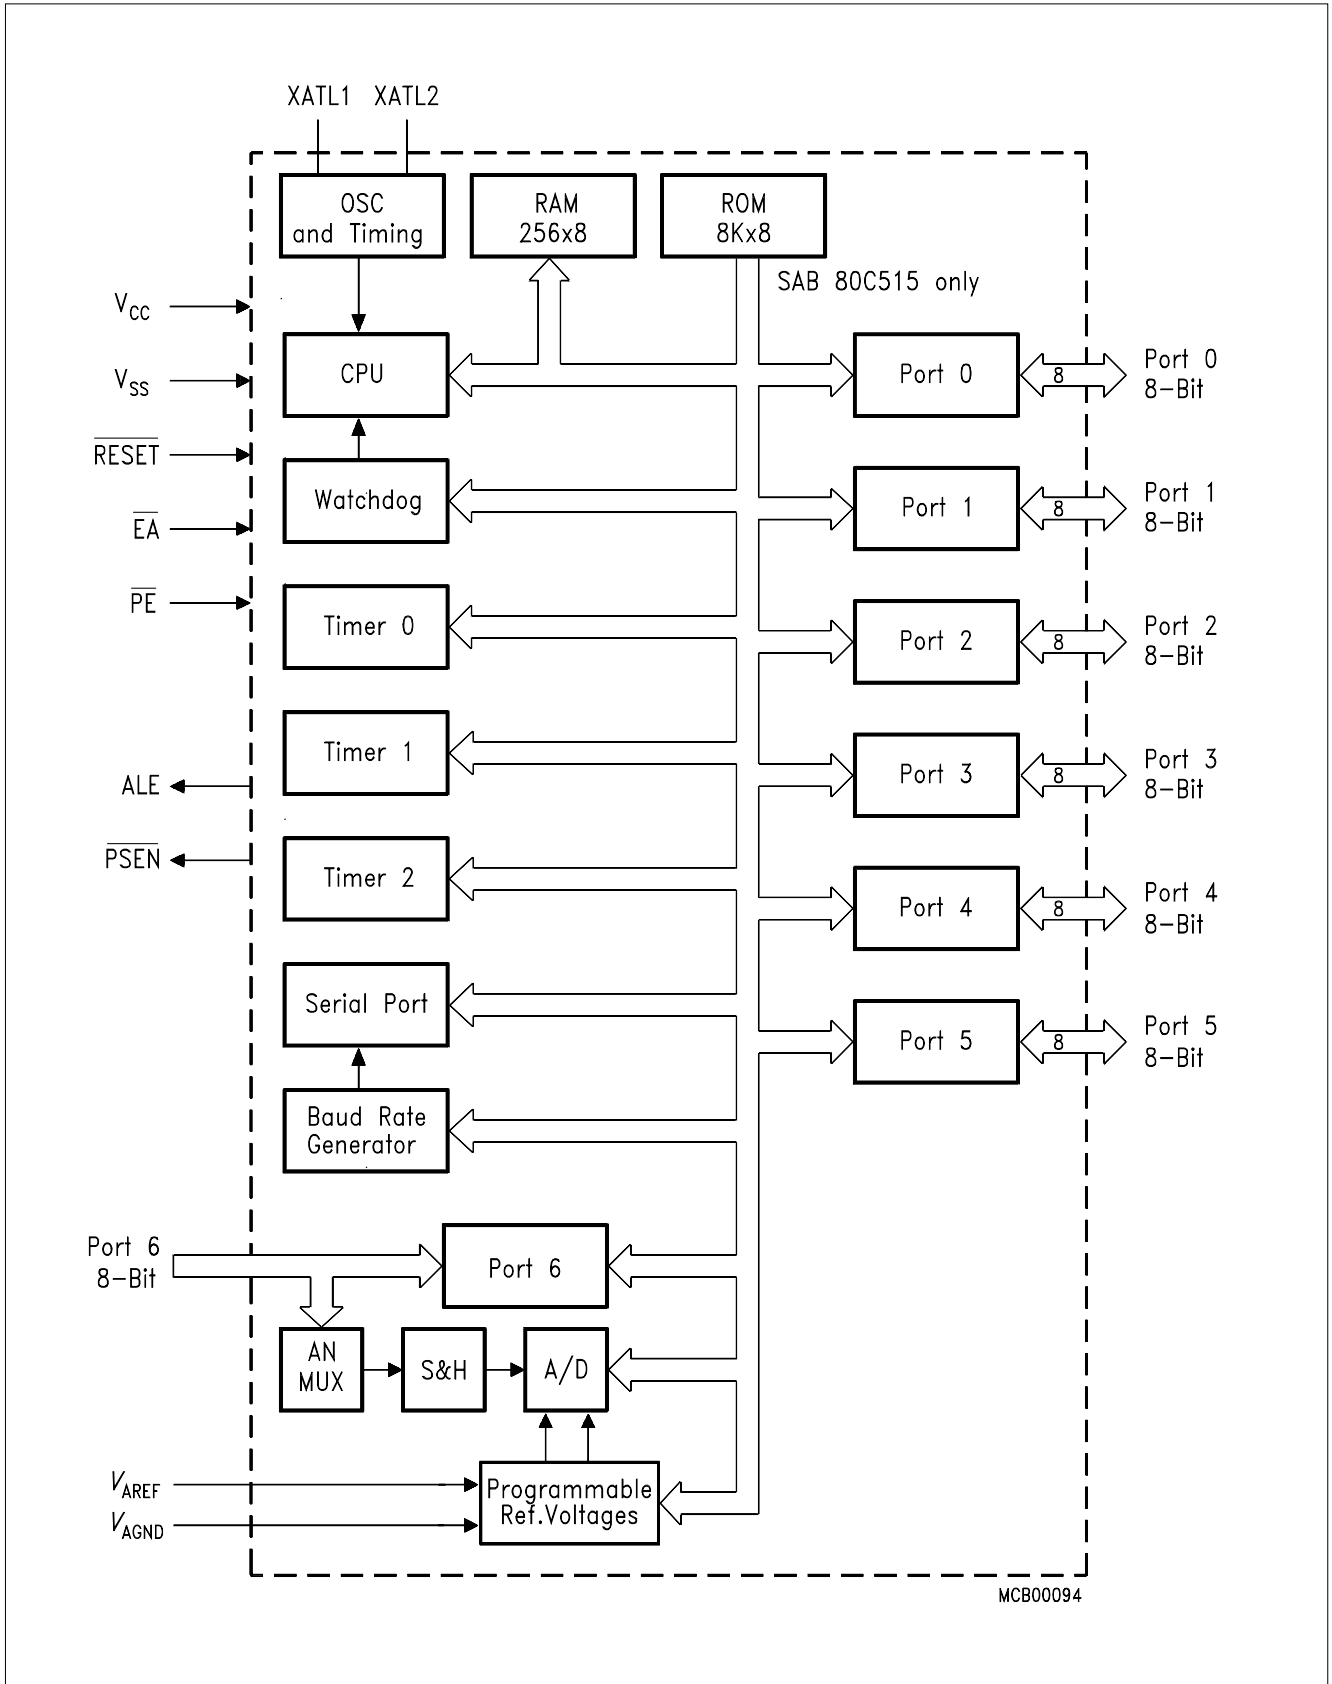 XATL1 XATL2
OSC
and Timing
RAM
256x8
ROM
8Kx8
SAB 80C515 only
VCC
VSS
RESET
EA
PE
ALE
PSEN
CPU
Watchdog
Timer 0
Timer 1
Timer 2
Serial Port
Baud Rate
Generator
Port 0
8
Port 0
8-Bit
Port 1
8
Port 1
8-Bit
Port 2
8
Port 2
8-Bit
Port 3
8
Port 3
8-Bit
Port 4
8
Port 4
8-Bit
Port 5
8
Port 5
8-Bit
Port 6
8-Bit
Port 6
AN
MUX
S&H
A/D
VAREF
VAGND
Programmable
Ref.Voltages
MCB00094